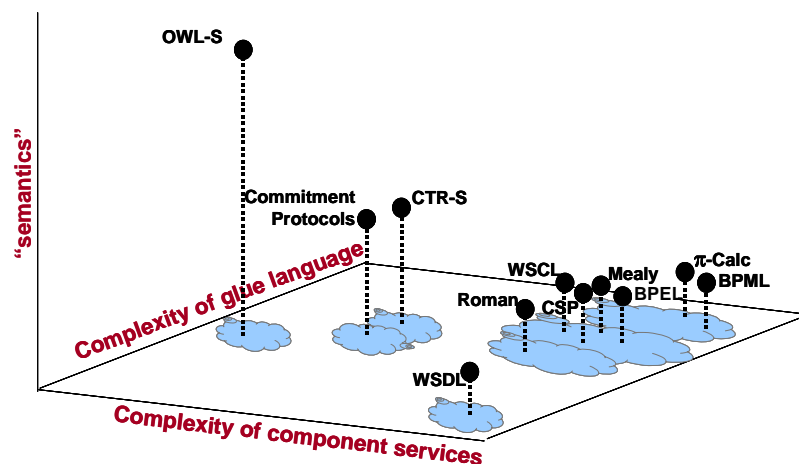 OWL-S
“semantics”
Commitment
Protocols
CTR-S
Complexity of glue language
π-Calc
WSCL
Mealy
BPML
Roman
CSP
BPEL
WSDL
Complexity of component services